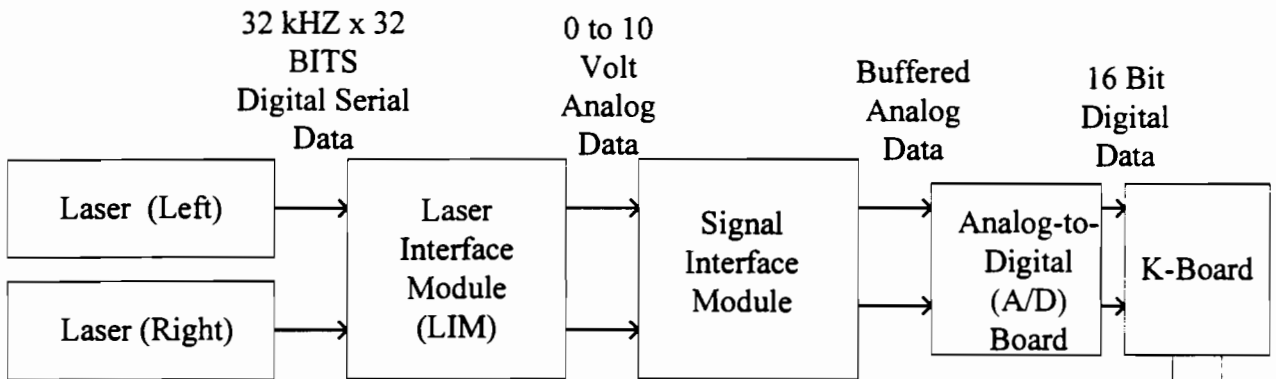 32 kHZ x 32
BITS
Digital Serial
Data
0 to 10
Volt
Analog
Data
Buffered
Analog
Data
16 Bit
Digital
Data
Laser (Left)
Laser (Right)
Laser
Interface
Module
(LIM)
Signal
Interface
Module
Analog-to-
Digital
(A/D)
Board
K-Board